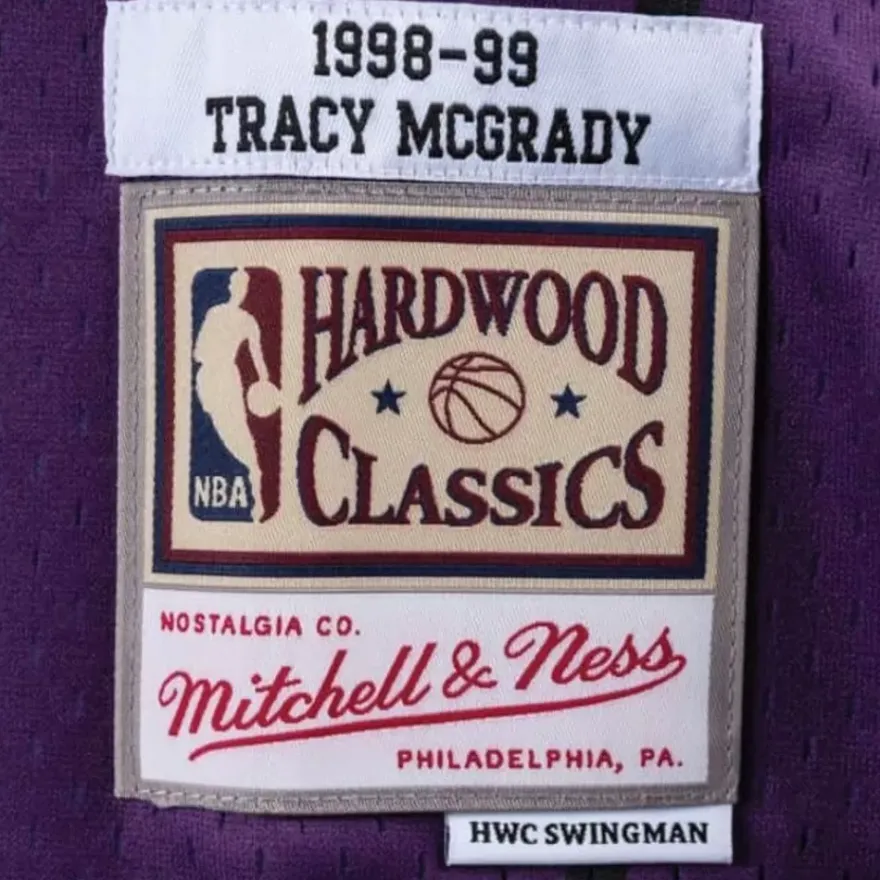 1998-99
TRACY MCGRADY
HARDWOOD
CLASSICS
NBA
NOSTALGIA CO.
Mitchell & Ness
PHILADELPHIA, PA.
HWC SWINGMAN